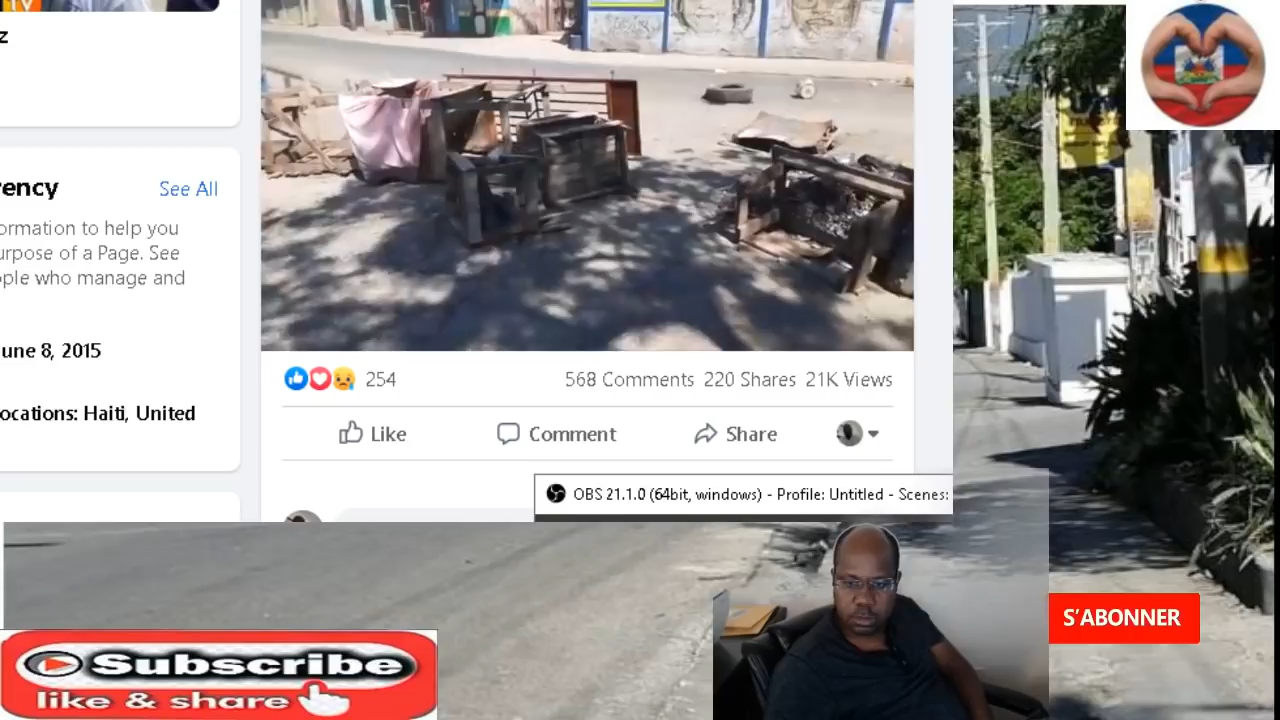 TV
z
rency
See All
ormation to help you
urpose of a Page. See
ople who manage and
une 8, 2015
ocations: Haiti, United
254
568 Comments 220 Shares 21K Views
Like
Comment
Share
OBS 21.1.0 (64bit, windows) - Profile: Untitled - Scenes:
S'ABONNER
Subscribe
like & share